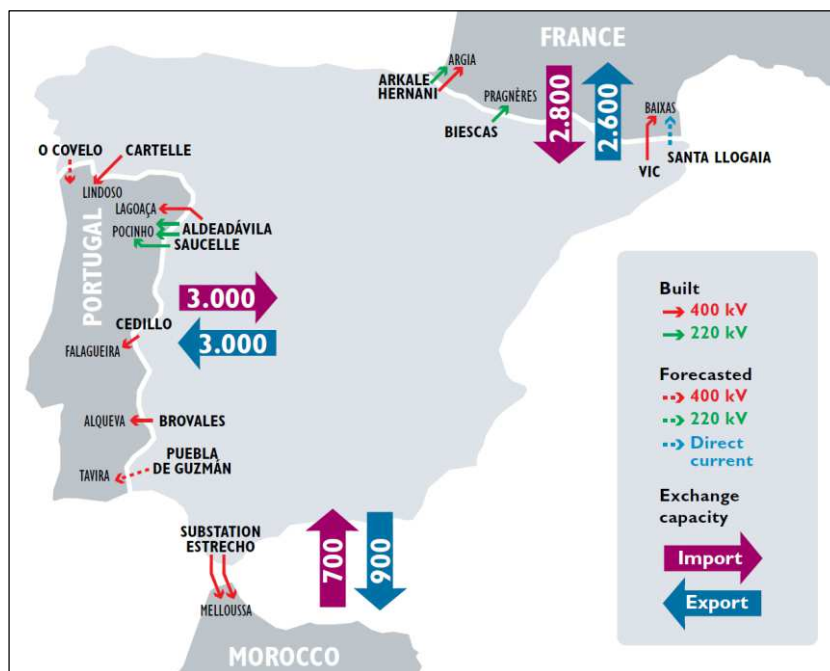 FRANCE
ARGIA
ARKALE
HERNANI
PRAGNÈRES
BIESCAS
2.800
2.600
BAIXAS
SANTA LLOGAIA
VIC
O COVELO
CARTELLE
LINDOSO
LAGOAÇA
ALDEADÁVILA
POCINHO
SAUCELLE
PORTUGAL
3.000
CEDILLO
3.000
FALAGUEIRA
ALQUEVA
BROVALES
PUEBLA
DE GUZMÁN
TAVIRA
SUBSTATION
ESTRECHO
700
900
MELLOUSSA
MOROCCO
Built
400 kV
220 kV
Forecasted
400 kV
220 kV
Direct
current
Exchange
capacity
Import
Export